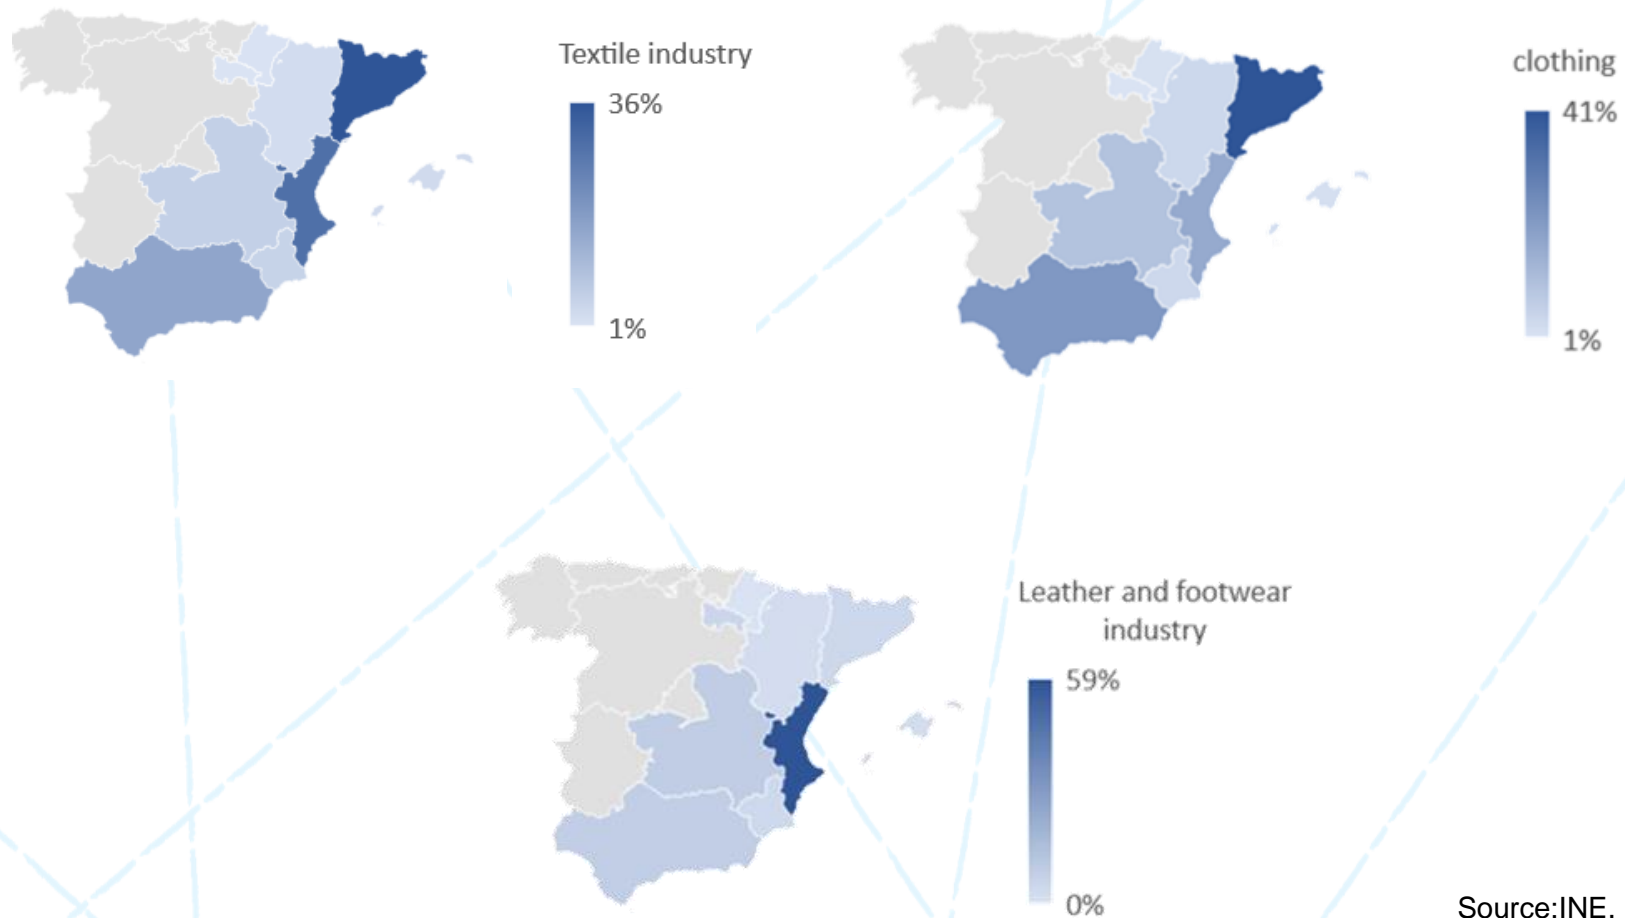 Textile industry
36%
1%
clothing
41%
1%
Leather and footwear
industry
59%
0%
Source:INE.